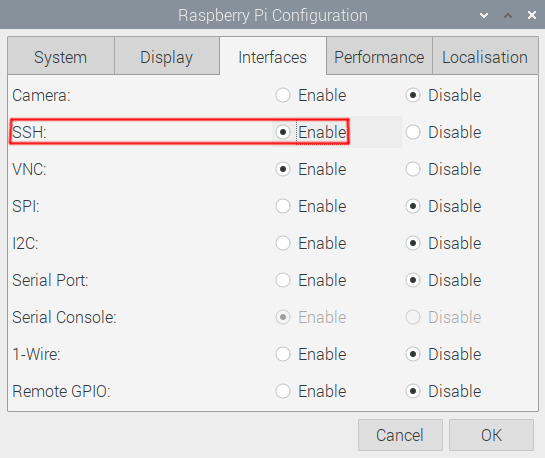 Raspberry Pi Configuration
System Display Interfaces Performance Localisation
Camera: Enable Disable
SSH: Enable Disable
VNC: Enable Disable
SPI: Enable Disable
I2C: Enable Disable
Serial Port: Enable Disable
Serial Console: Enable Disable
1-Wire: Enable Disable
Remote GPIO: Enable Disable
Cancel OK